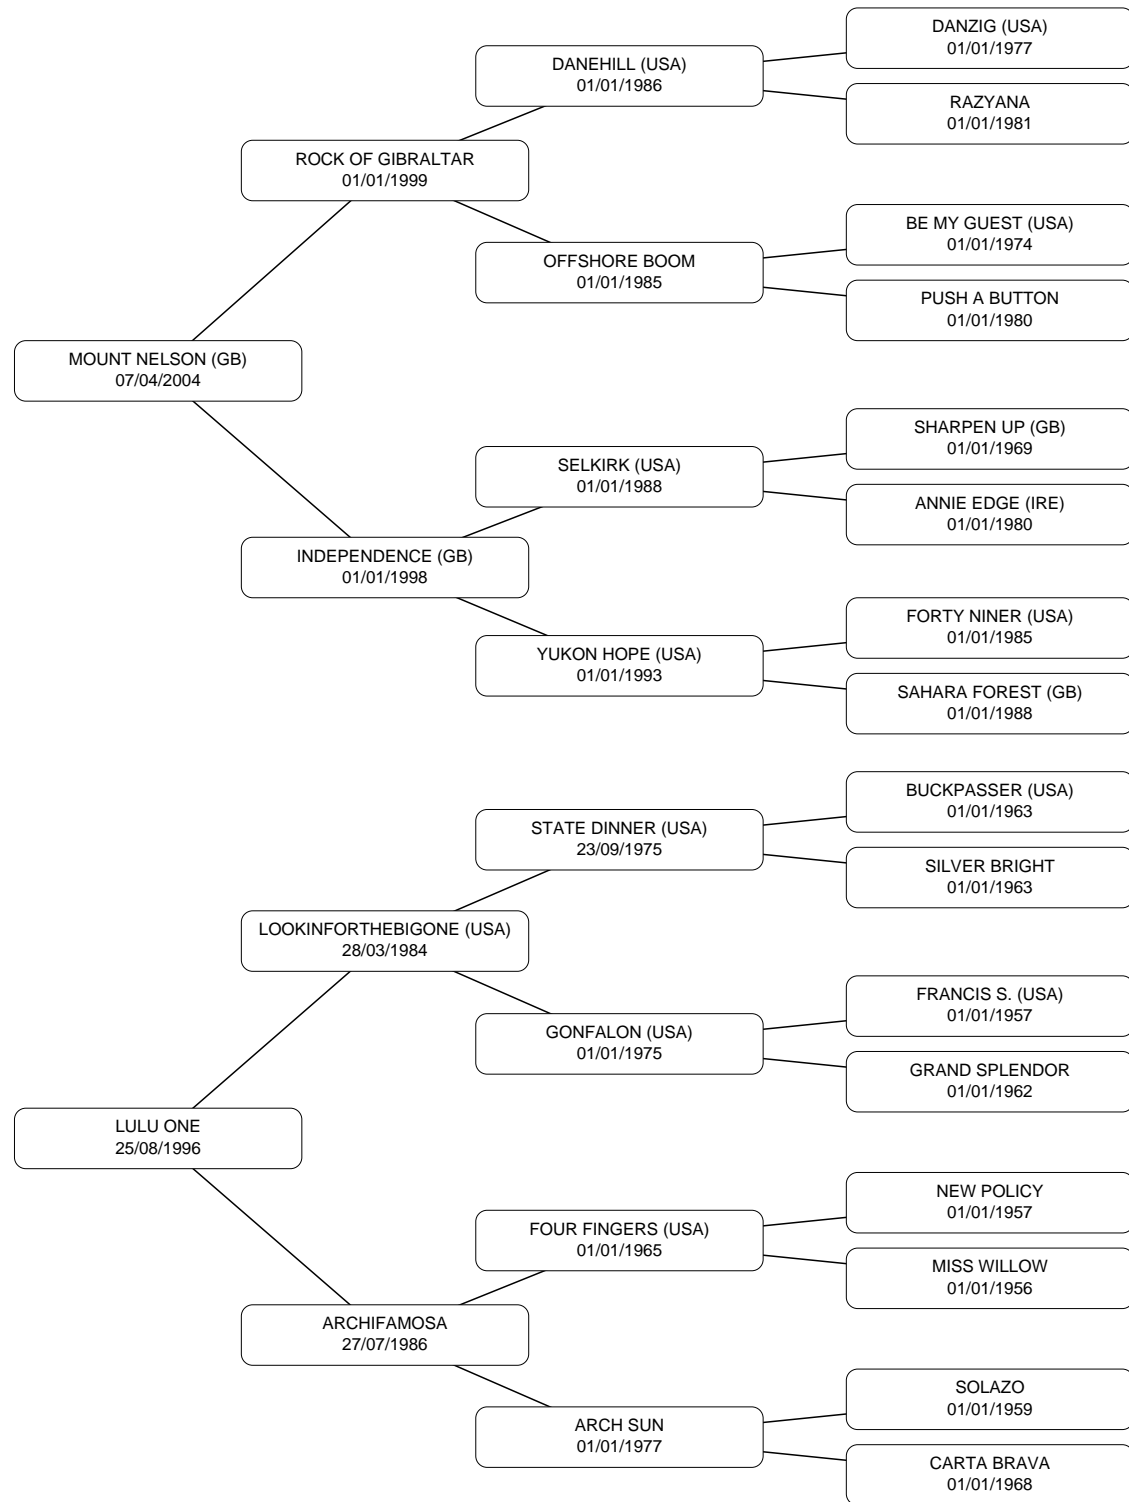 DANZIG (USA)
01/01/1977
DANEHILL (USA)
01/01/1986
RAZYANA
01/01/1981
ROCK OF GIBRALTAR
01/01/1999
BE MY GUEST (USA)
01/01/1974
OFFSHORE BOOM
01/01/1985
PUSH A BUTTON
01/01/1980
MOUNT NELSON (GB)
07/04/2004
SHARPEN UP (GB)
01/01/1969
SELKIRK (USA)
01/01/1988
ANNIE EDGE (IRE)
01/01/1980
INDEPENDENCE (GB)
01/01/1998
FORTY NINER (USA)
01/01/1985
YUKON HOPE (USA)
01/01/1993
SAHARA FOREST (GB)
01/01/1988
BUCKPASSER (USA)
01/01/1963
STATE DINNER (USA)
23/09/1975
SILVER BRIGHT
01/01/1963
LOOKINFORTHEBIGONE (USA)
28/03/1984
FRANCIS S. (USA)
01/01/1957
GONFALON (USA)
01/01/1975
GRAND SPLENDOR
01/01/1962
LULU ONE
25/08/1996
NEW POLICY
01/01/1957
FOUR FINGERS (USA)
01/01/1965
MISS WILLOW
01/01/1956
ARCHIFAMOSA
27/07/1986
SOLAZO
01/01/1959
ARCH SUN
01/01/1977
CARTA BRAVA
01/01/1968